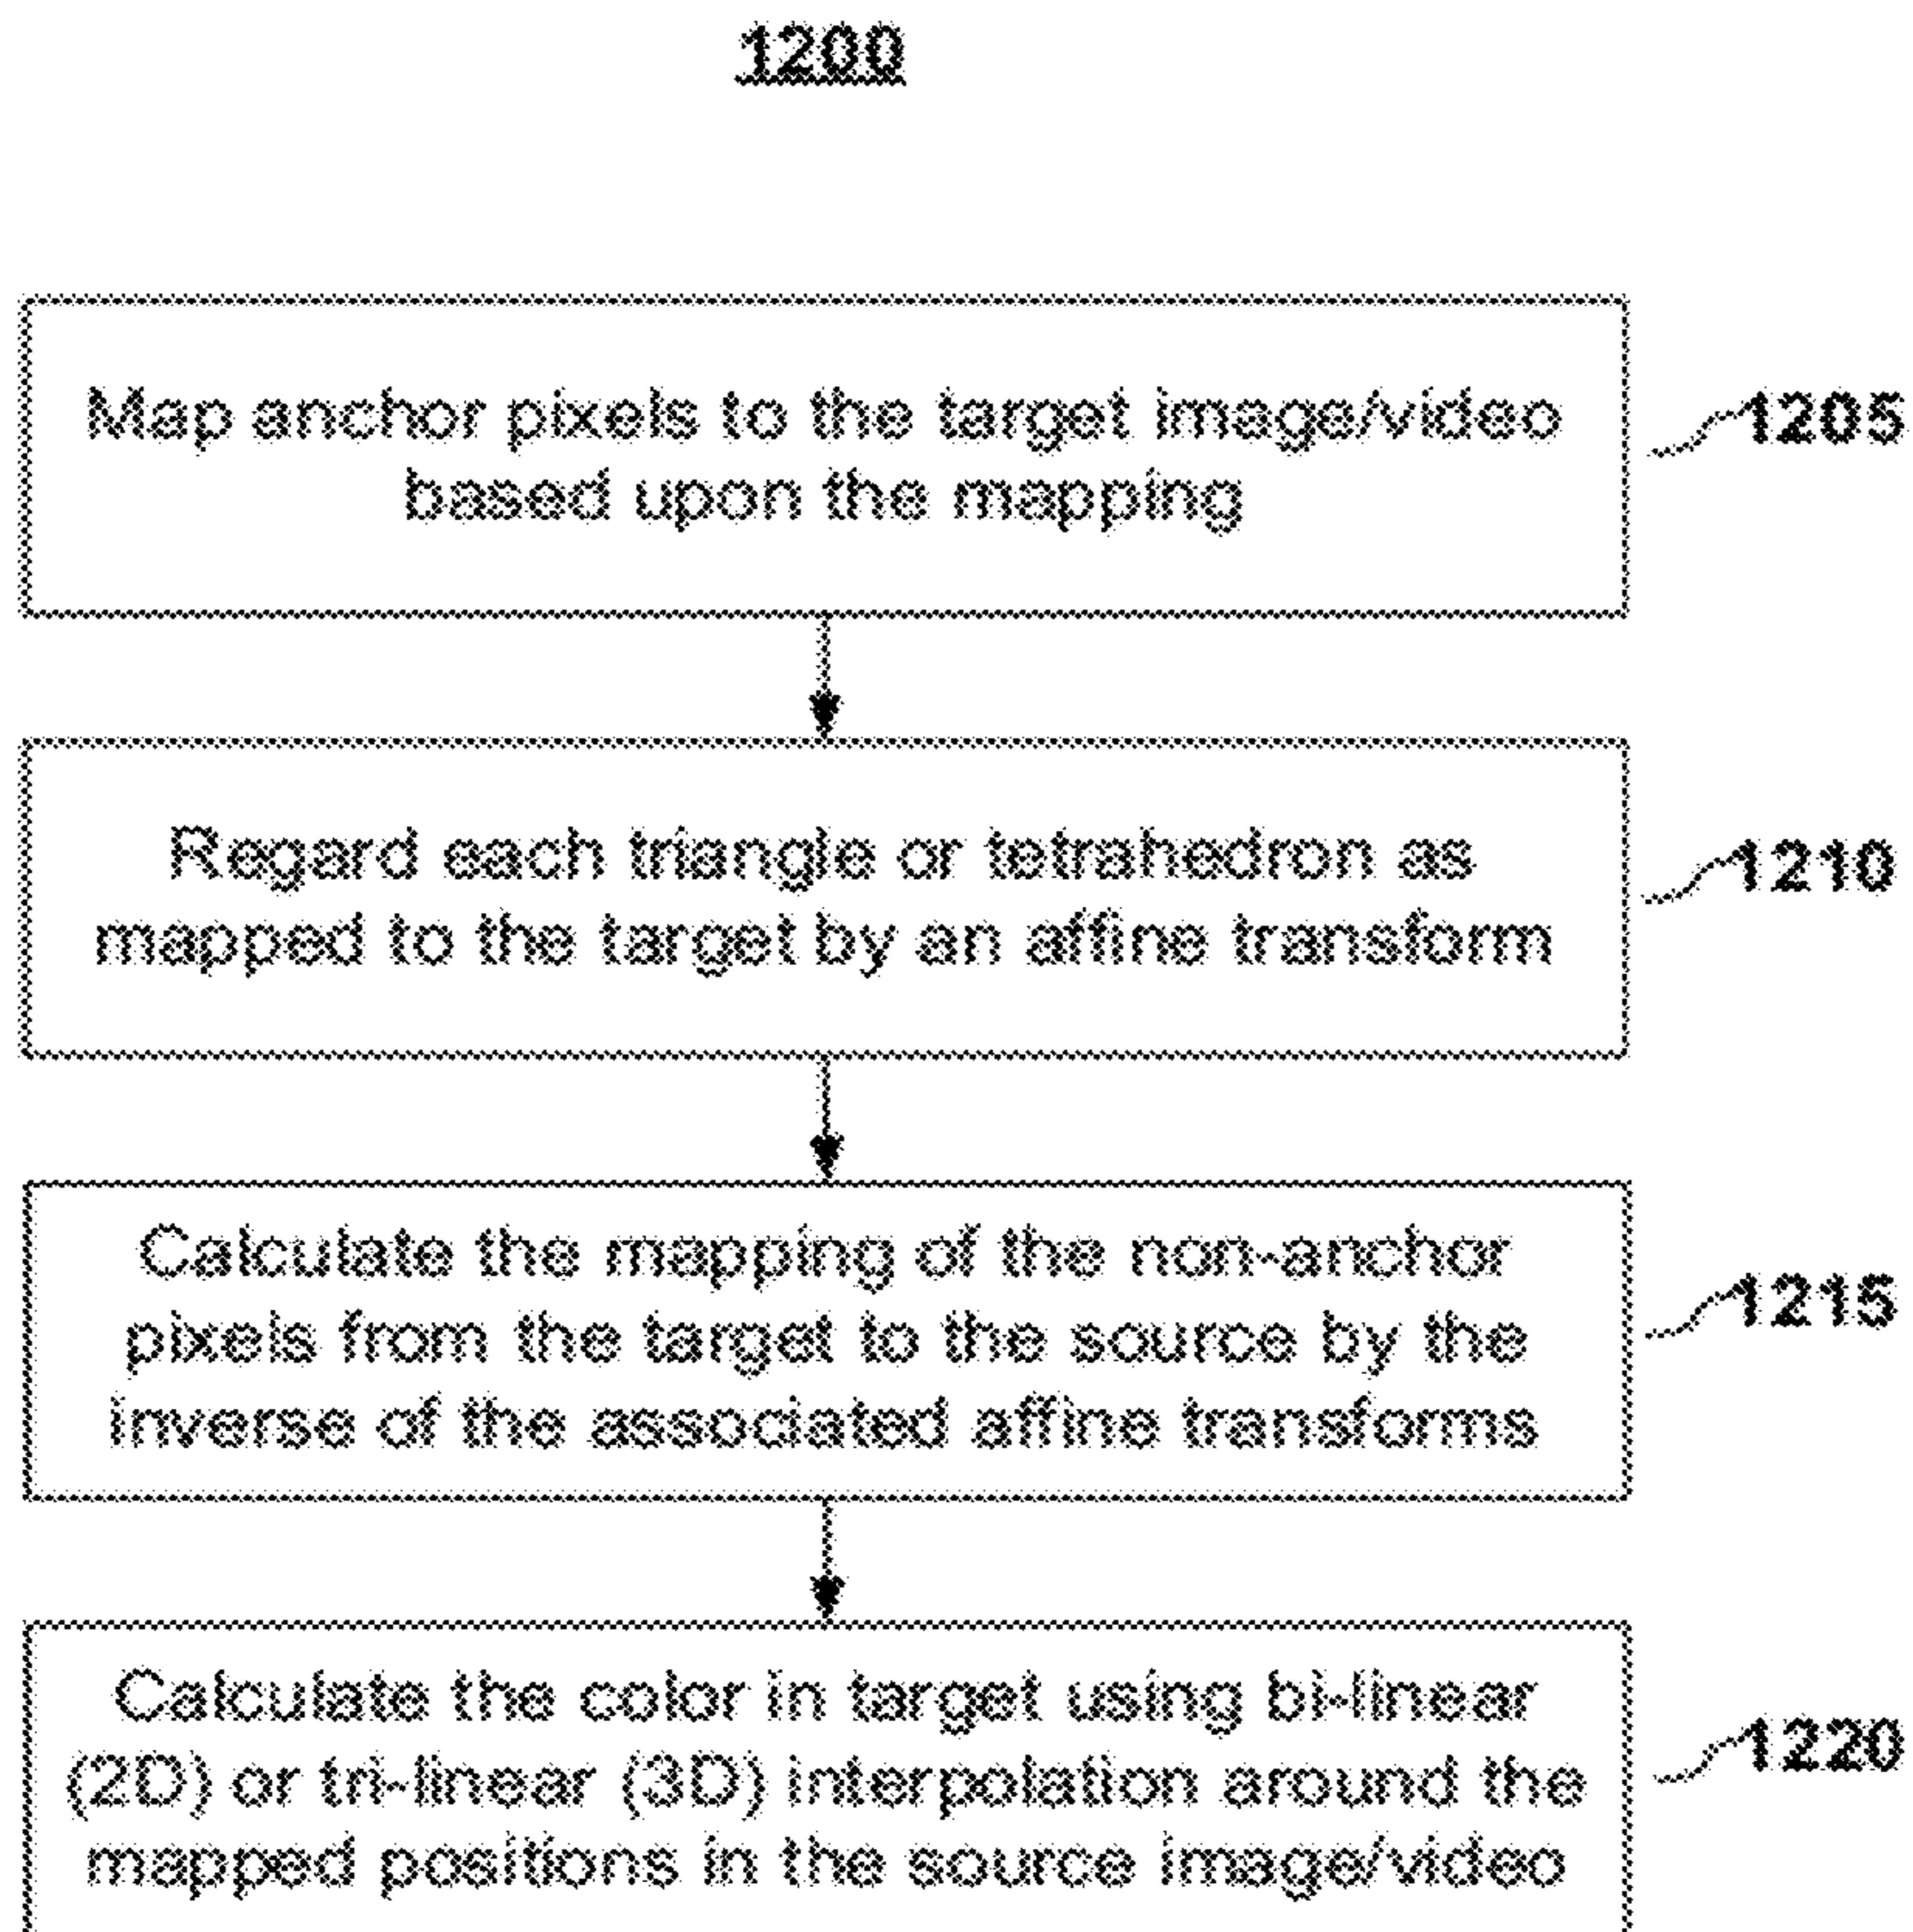 1200
Map anchor pixels to the target image/video
based upon the mapping
1205
Regard each triangle or tetrahedron as
mapped to the target by an affine transform
1210
Calculate the mapping of the non-anchor
pixels from the target to the source by the
inverse of the associated affine transforms
1215
Calculate the color in target using bi-linear
(2D) or tri-linear (3D) interpolation around the
mapped positions in the source image/video
1220